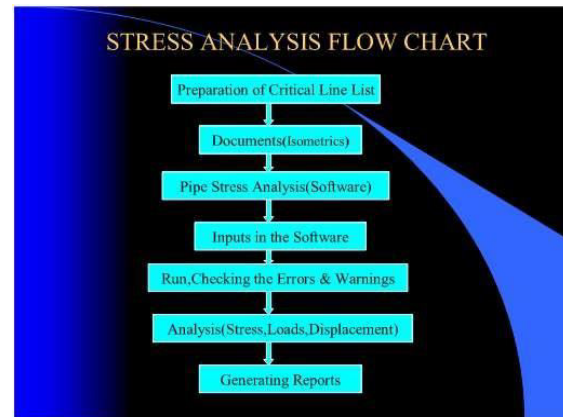 STRESS ANALYSIS FLOW CHART
Preparation of Critical Line List
Documents(Isometrics)
Pipe Stress Analysis(Software)
Inputs in the Software
Run,Checking the Errors & Warnings
Analysis(Stress,Loads,Displacement)
Generating Reports